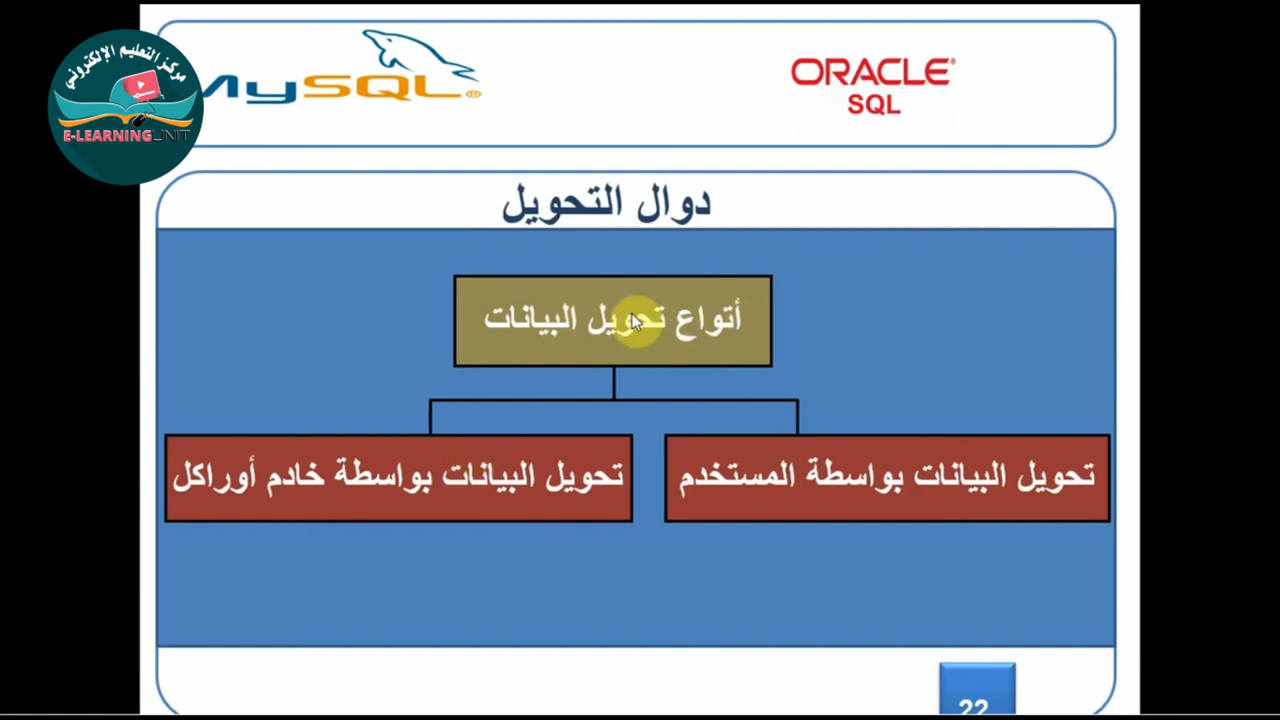 مركز التعليم الإلكتروني
E-LEARNING UNIT
MySQL®
ORACLE®
SQL
دوال التحويل
أتواع تحويل البيانات
تحويل البيانات بواسطة المستخدم
تحويل البيانات بواسطة خادم أوراكل
22